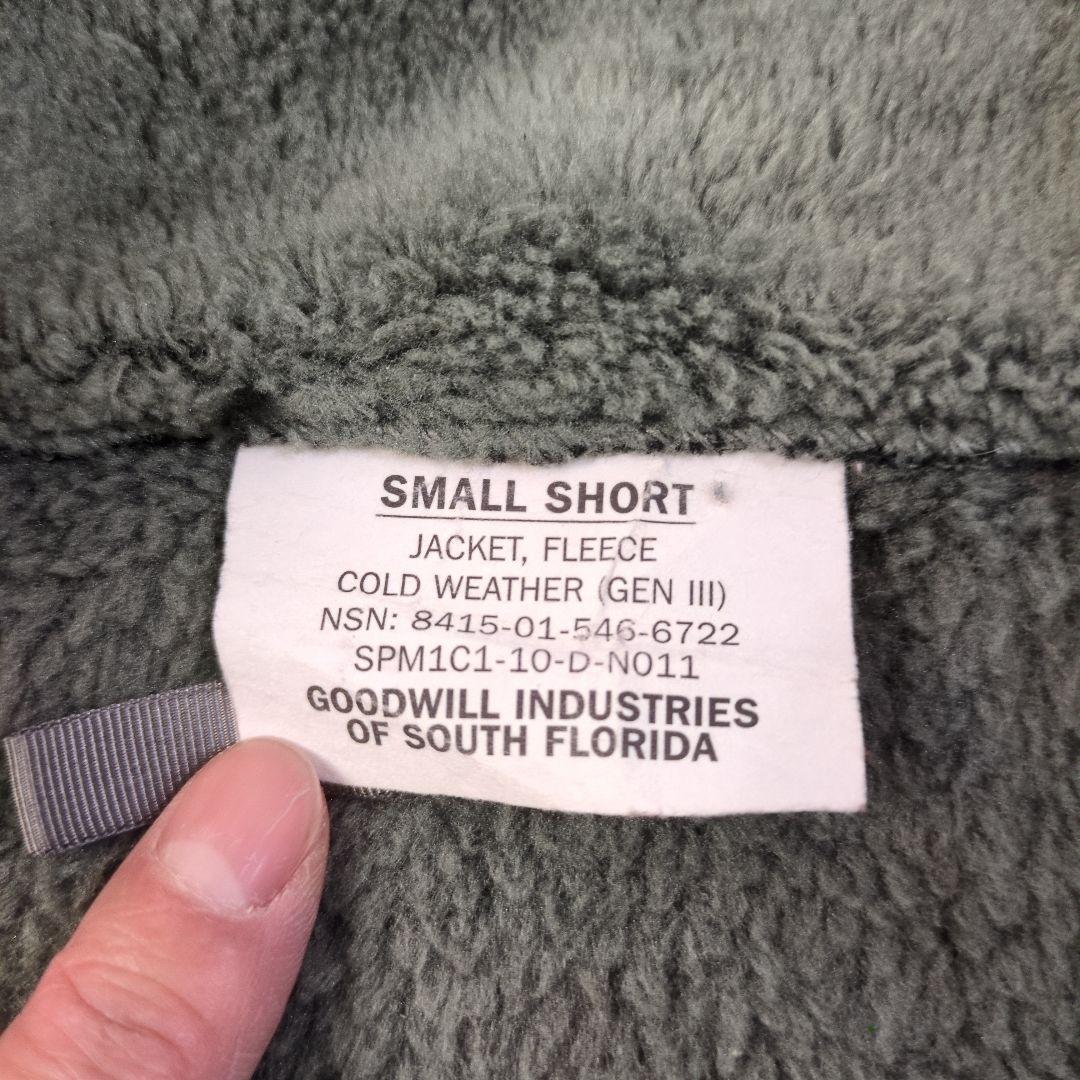 SMALL SHORT
JACKET, FLEECE
COLD WEATHER (GEN III)
NSN: 8415-01-546-6722
SPM1C1-10-D-N011
GOODWILL INDUSTRIES
OF SOUTH FLORIDA